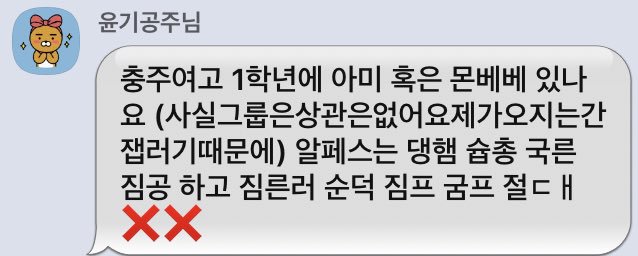 윤기공주님
충주여고 1학년에 아미 혹은 몬베베 있나
요 (사실그룹은상관은없어요제가오지는간
잽러기때문에) 알페스는 댕햄 슙총 국른
짐공 하고 짐른러 순덕 짐프 굼프 절ㄷㅐ
❌❌